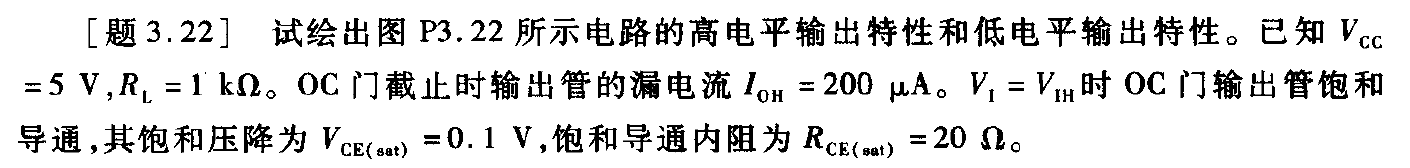 [题 3.22] 试绘出图 P3.22 所示电路的高电平输出特性和低电平输出特性。已知 V_CC
=5 V,R_L=1 kΩ。OC 门截止时输出管的漏电流 I_OH=200 μA。V_I=V_IH时 OC 门输出管饱和
导通,其饱和压降为 V_CE(sat)=0.1 V,饱和导通内阻为 R_CE(sat)=20 Ω。